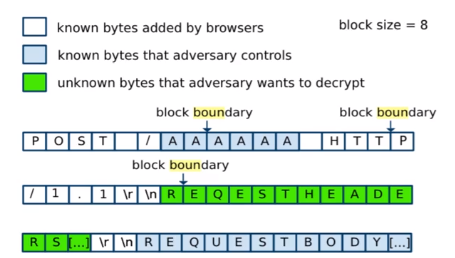 known bytes added by browsers
block size = 8
known bytes that adversary controls
unknown bytes that adversary wants to decrypt
block boundary block boundary
P O S T / A A A A A A H T T P
block boundary
/ 1 . 1 \r \n R E Q E S T H E A D E
R S [...] \r \n R E Q U E S T B O D Y [...]